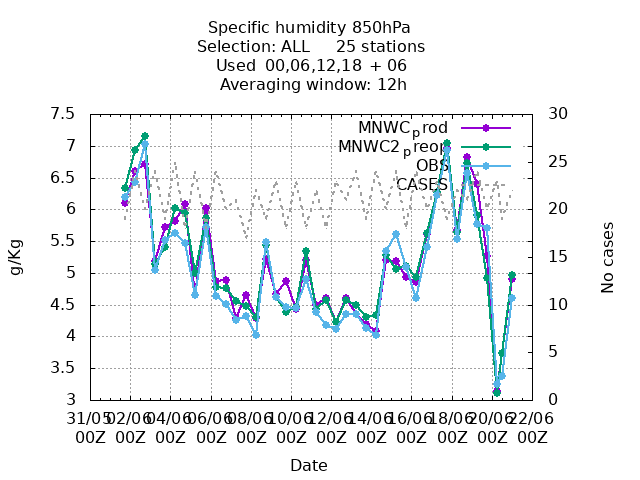 Specific humidity 850hPa
Selection: ALL 25 stations
Used 00,06,12,18 + 06
Averaging window: 12h
MNWCprod
MNWC2preop
OBS
CASES
g/Kg
7.5
7
6.5
6
5.5
5
4.5
4
3.5
3
No cases
30
25
20
15
10
5
0
31/05 02/06 04/06 06/06 08/06 10/06 12/06 14/06 16/06 18/06 20/06 22/06
00Z 00Z 00Z 00Z 00Z 00Z 00Z 00Z 00Z 00Z 00Z 00Z
Date